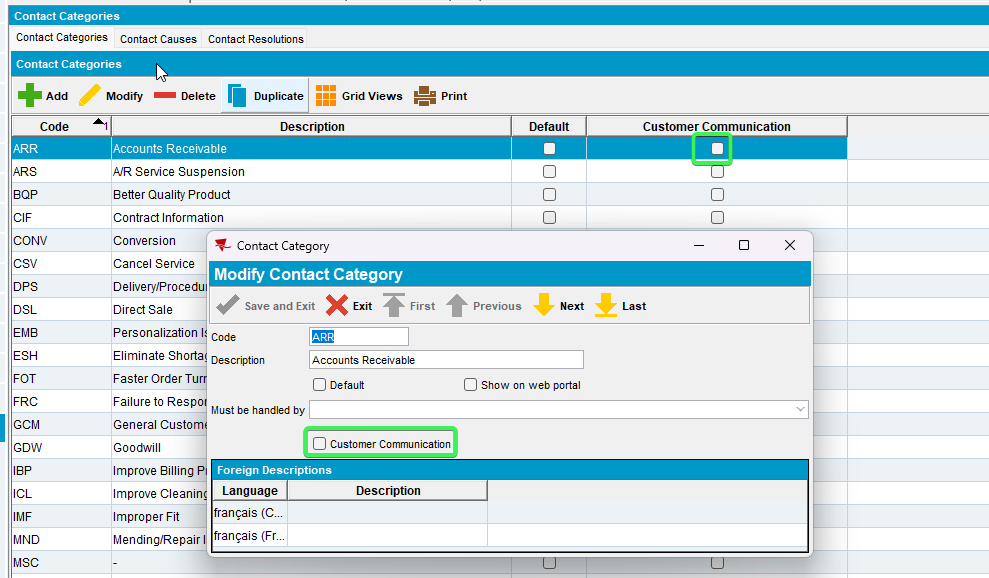 Contact Categories
Contact Categories Contact Causes Contact Resolutions
Contact Categories
Add Modify Delete Duplicate Grid Views Print
Code 1 Description Default Customer Communication
ARR Accounts Receivable
ARS A/R Service Suspension
BQP Better Quality Product
CIF Contract Information
CONV Conversion
CSV Cancel Service
DPS Delivery/Procedu
DSL Direct Sale
EMB Personalization Is
ESH Eliminate Shortag
FOT Faster Order Turn
FRC Failure to Respon
GCM General Custome
GDW Goodwill
IBP Improve Billing Pr
ICL Improve Cleaning
IMF Improper Fit
MND Mending/Repair I
MSC -
Contact Category
Modify Contact Category
Save and Exit Exit First Previous Next Last
Code ARR
Description Accounts Receivable
Default Show on web portal
Must be handled by
Customer Communication
Foreign Descriptions
Language Description
français (C...
français (Fr...